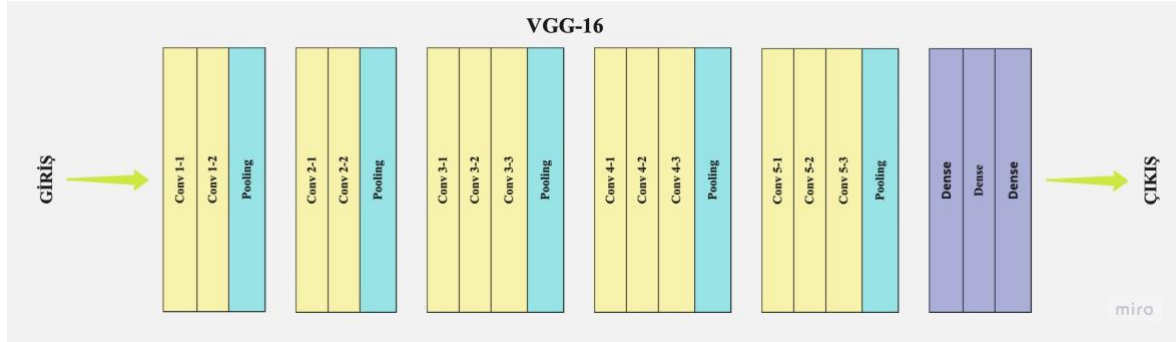 VGG-16
GİRİŞ
Conv 1-1
Conv 1-2
Pooling
Conv 2-1
Conv 2-2
Pooling
Conv 3-1
Conv 3-2
Conv 3-3
Pooling
Conv 4-1
Conv 4-2
Conv 4-3
Pooling
Conv 5-1
Conv 5-2
Conv 5-3
Pooling
Dense
Dense
Dense
ÇIKIŞ
miro